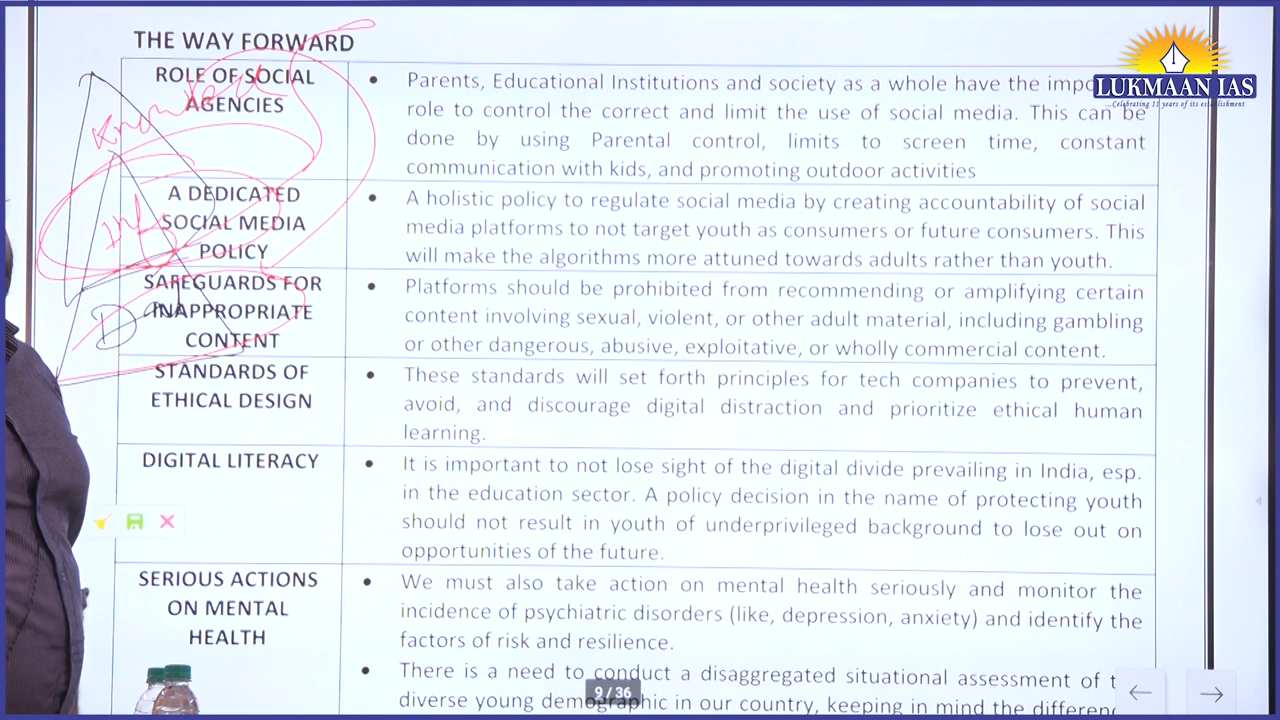 THE WAY FORWARD
LUKMAAN IAS
...Celebrating 11 years of its establishment
ROLE OF SOCIAL
AGENCIES
• Parents, Educational Institutions and society as a whole have the
role to control the correct and limit the use of social media. This can be
done by using Parental control, limits to screen time, constant
communication with kids, and promoting outdoor activities
A DEDICATED
SOCIAL MEDIA
POLICY
• A holistic policy to regulate social media by creating accountability of social
media platforms to not target youth as consumers or future consumers. This
will make the algorithms more attuned towards adults rather than youth.
SAFEGUARDS FOR
INAPPROPRIATE
CONTENT
• Platforms should be prohibited from recommending or amplifying certain
content involving sexual, violent, or other adult material, including gambling
or other dangerous, abusive, exploitative, or wholly commercial content.
STANDARDS OF
ETHICAL DESIGN
• These standards will set forth principles for tech companies to prevent,
avoid, and discourage digital distraction and prioritize ethical human
learning.
DIGITAL LITERACY
• It is important to not lose sight of the digital divide prevailing in India, esp.
in the education sector. A policy decision in the name of protecting youth
should not result in youth of underprivileged background to lose out on
opportunities of the future.
SERIOUS ACTIONS
ON MENTAL
HEALTH
• We must also take action on mental health seriously and monitor the
incidence of psychiatric disorders (like, depression, anxiety) and identify the
factors of risk and resilience.
• There is a need to conduct a disaggregated situational assessment of
diverse young demographic in our country, keeping in mind the
9 / 36